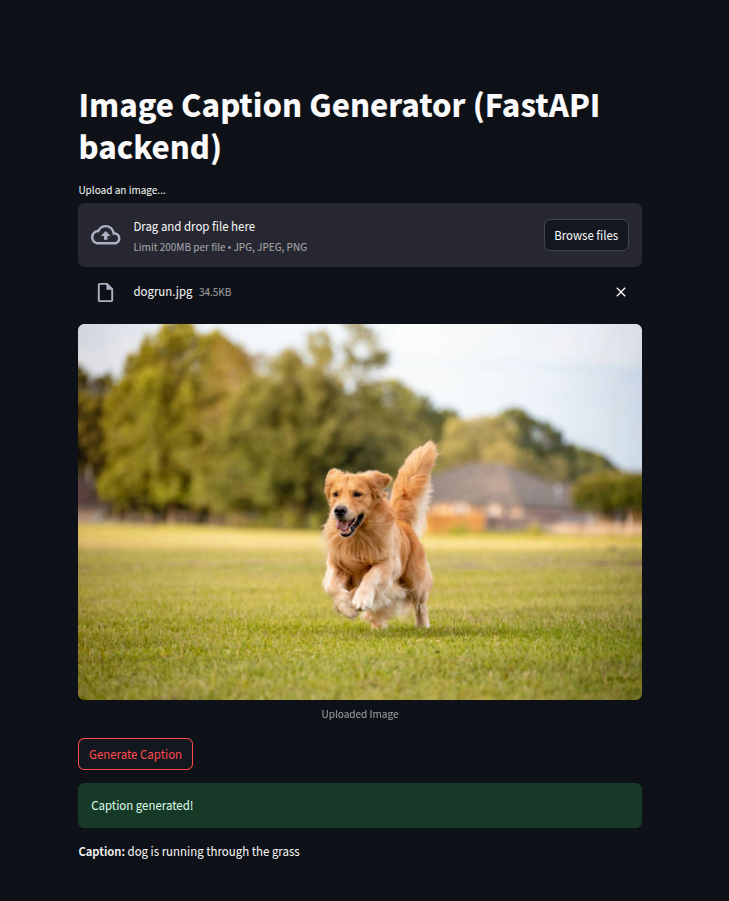 Image Caption Generator (FastAPI
backend)
Upload an image...
Drag and drop file here
Limit 200MB per file • JPG, JPEG, PNG
Browse files
dogrun.jpg 34.5KB
Uploaded Image
Generate Caption
Caption generated!
Caption: dog is running through the grass